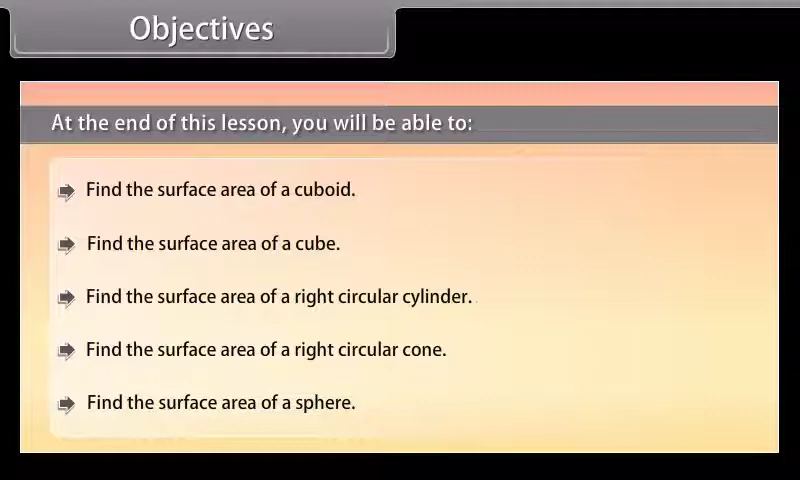 Objectives
At the end of this lesson, you will be able to:
Find the surface area of a cuboid.
Find the surface area of a cube.
Find the surface area of a right circular cylinder.
Find the surface area of a right circular cone.
Find the surface area of a sphere.